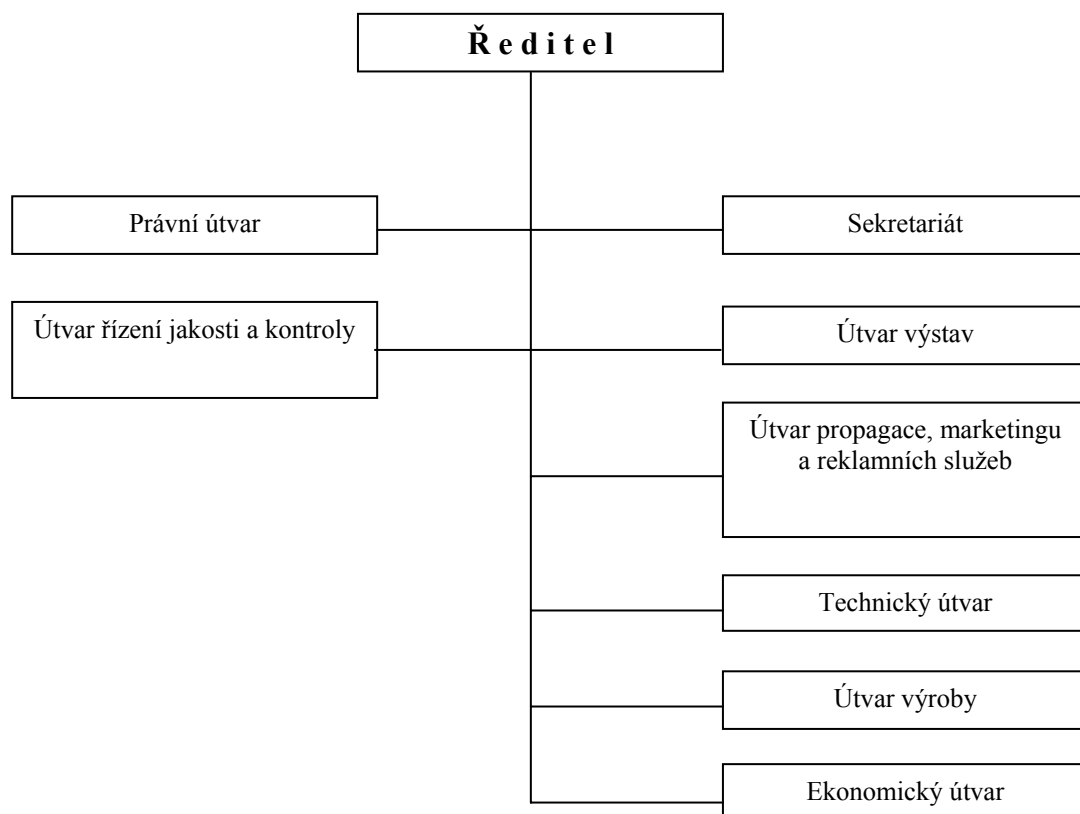 Ř e d i t e l
Právní útvar
Sekretariát
Útvar řízení jakosti a kontroly
Útvar výstav
Útvar propagace, marketingu
a reklamních služeb
Technický útvar
Útvar výroby
Ekonomický útvar